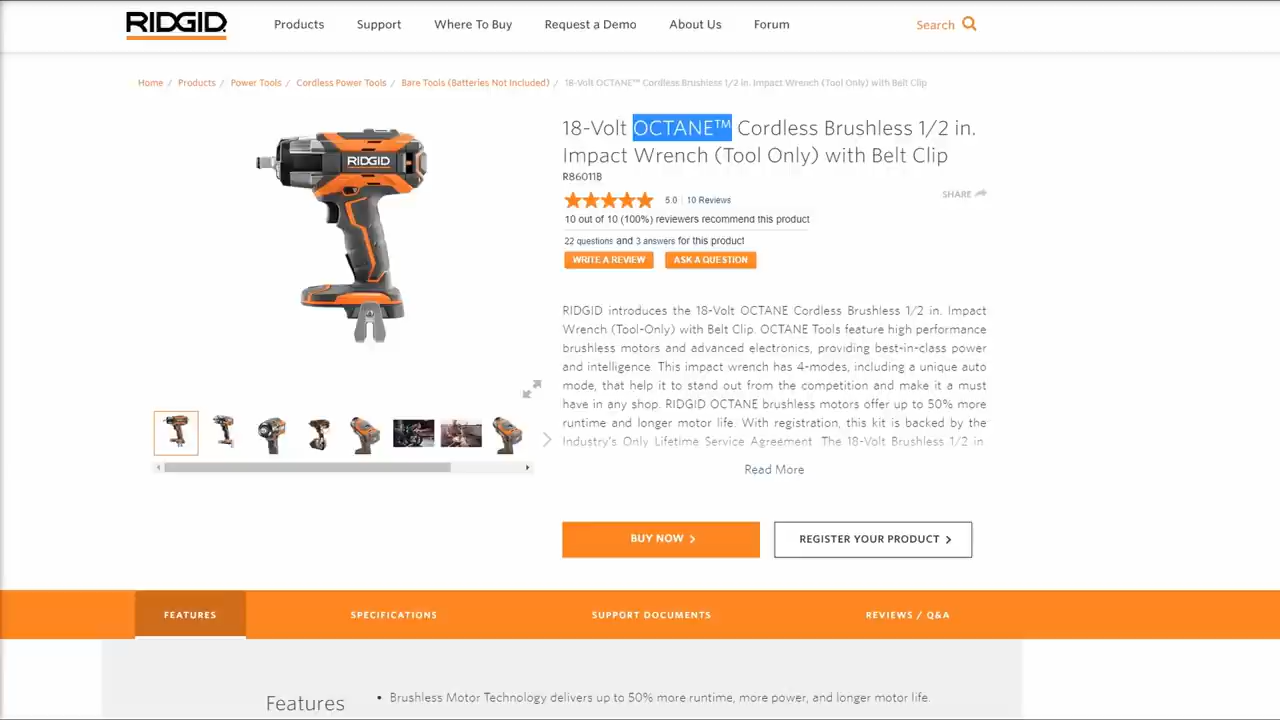 RIDGID
Products
Support
Where To Buy
Request a Demo
About Us
Forum
Search
Home / Products / Power Tools / Cordless Power Tools / Bare Tools (Batteries Not Included) / 18-Volt OCTANE™ Cordless Brushless 1/2 in. Impact Wrench (Tool Only) with Belt Clip
RIDGID
18-Volt OCTANE™ Cordless Brushless 1/2 in.
Impact Wrench (Tool Only) with Belt Clip
R86011B
SHARE
5.0 | 10 Reviews
10 out of 10 (100%) reviewers recommend this product
22 questions and 3 answers for this product
WRITE A REVIEW
ASK A QUESTION
RIDGID introduces the 18-Volt OCTANE Cordless Brushless 1/2 in. Impact
Wrench (Tool-Only) with Belt Clip. OCTANE Tools feature high performance
brushless motors and advanced electronics, providing best-in-class power
and intelligence. This impact wrench has 4-modes, including a unique auto
mode, that help it to stand out from the competition and make it a must
have in any shop. RIDGID OCTANE brushless motors offer up to 50% more
runtime and longer motor life. With registration, this kit is backed by the
Industry's Only Lifetime Service Agreement. The 18-Volt Brushless 1/2 in.
Read More
BUY NOW
REGISTER YOUR PRODUCT
FEATURES
SPECIFICATIONS
SUPPORT DOCUMENTS
REVIEWS / Q&A
Features
• Brushless Motor Technology delivers up to 50% more runtime, more power, and longer motor life.